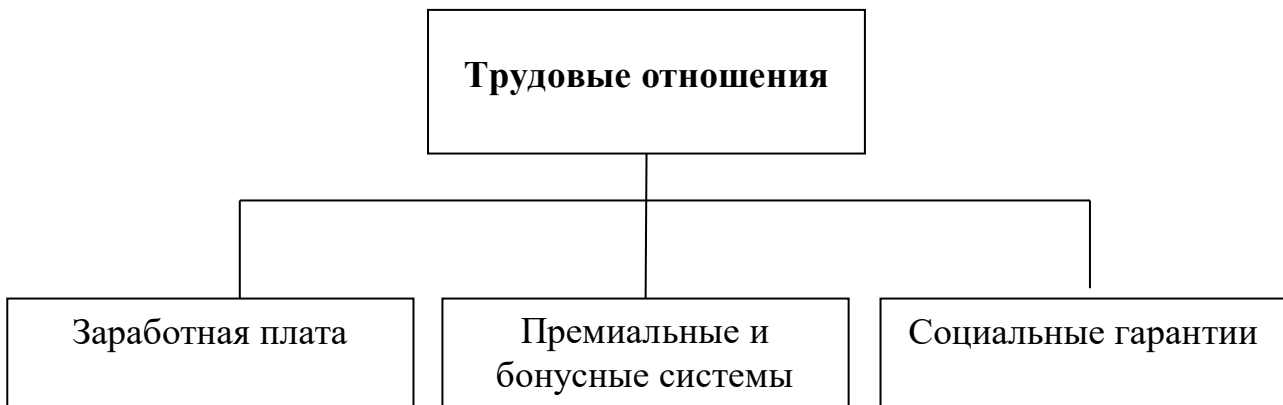 Трудовые отношения
Заработная плата
Премиальные и
бонусные системы
Социальные гарантии